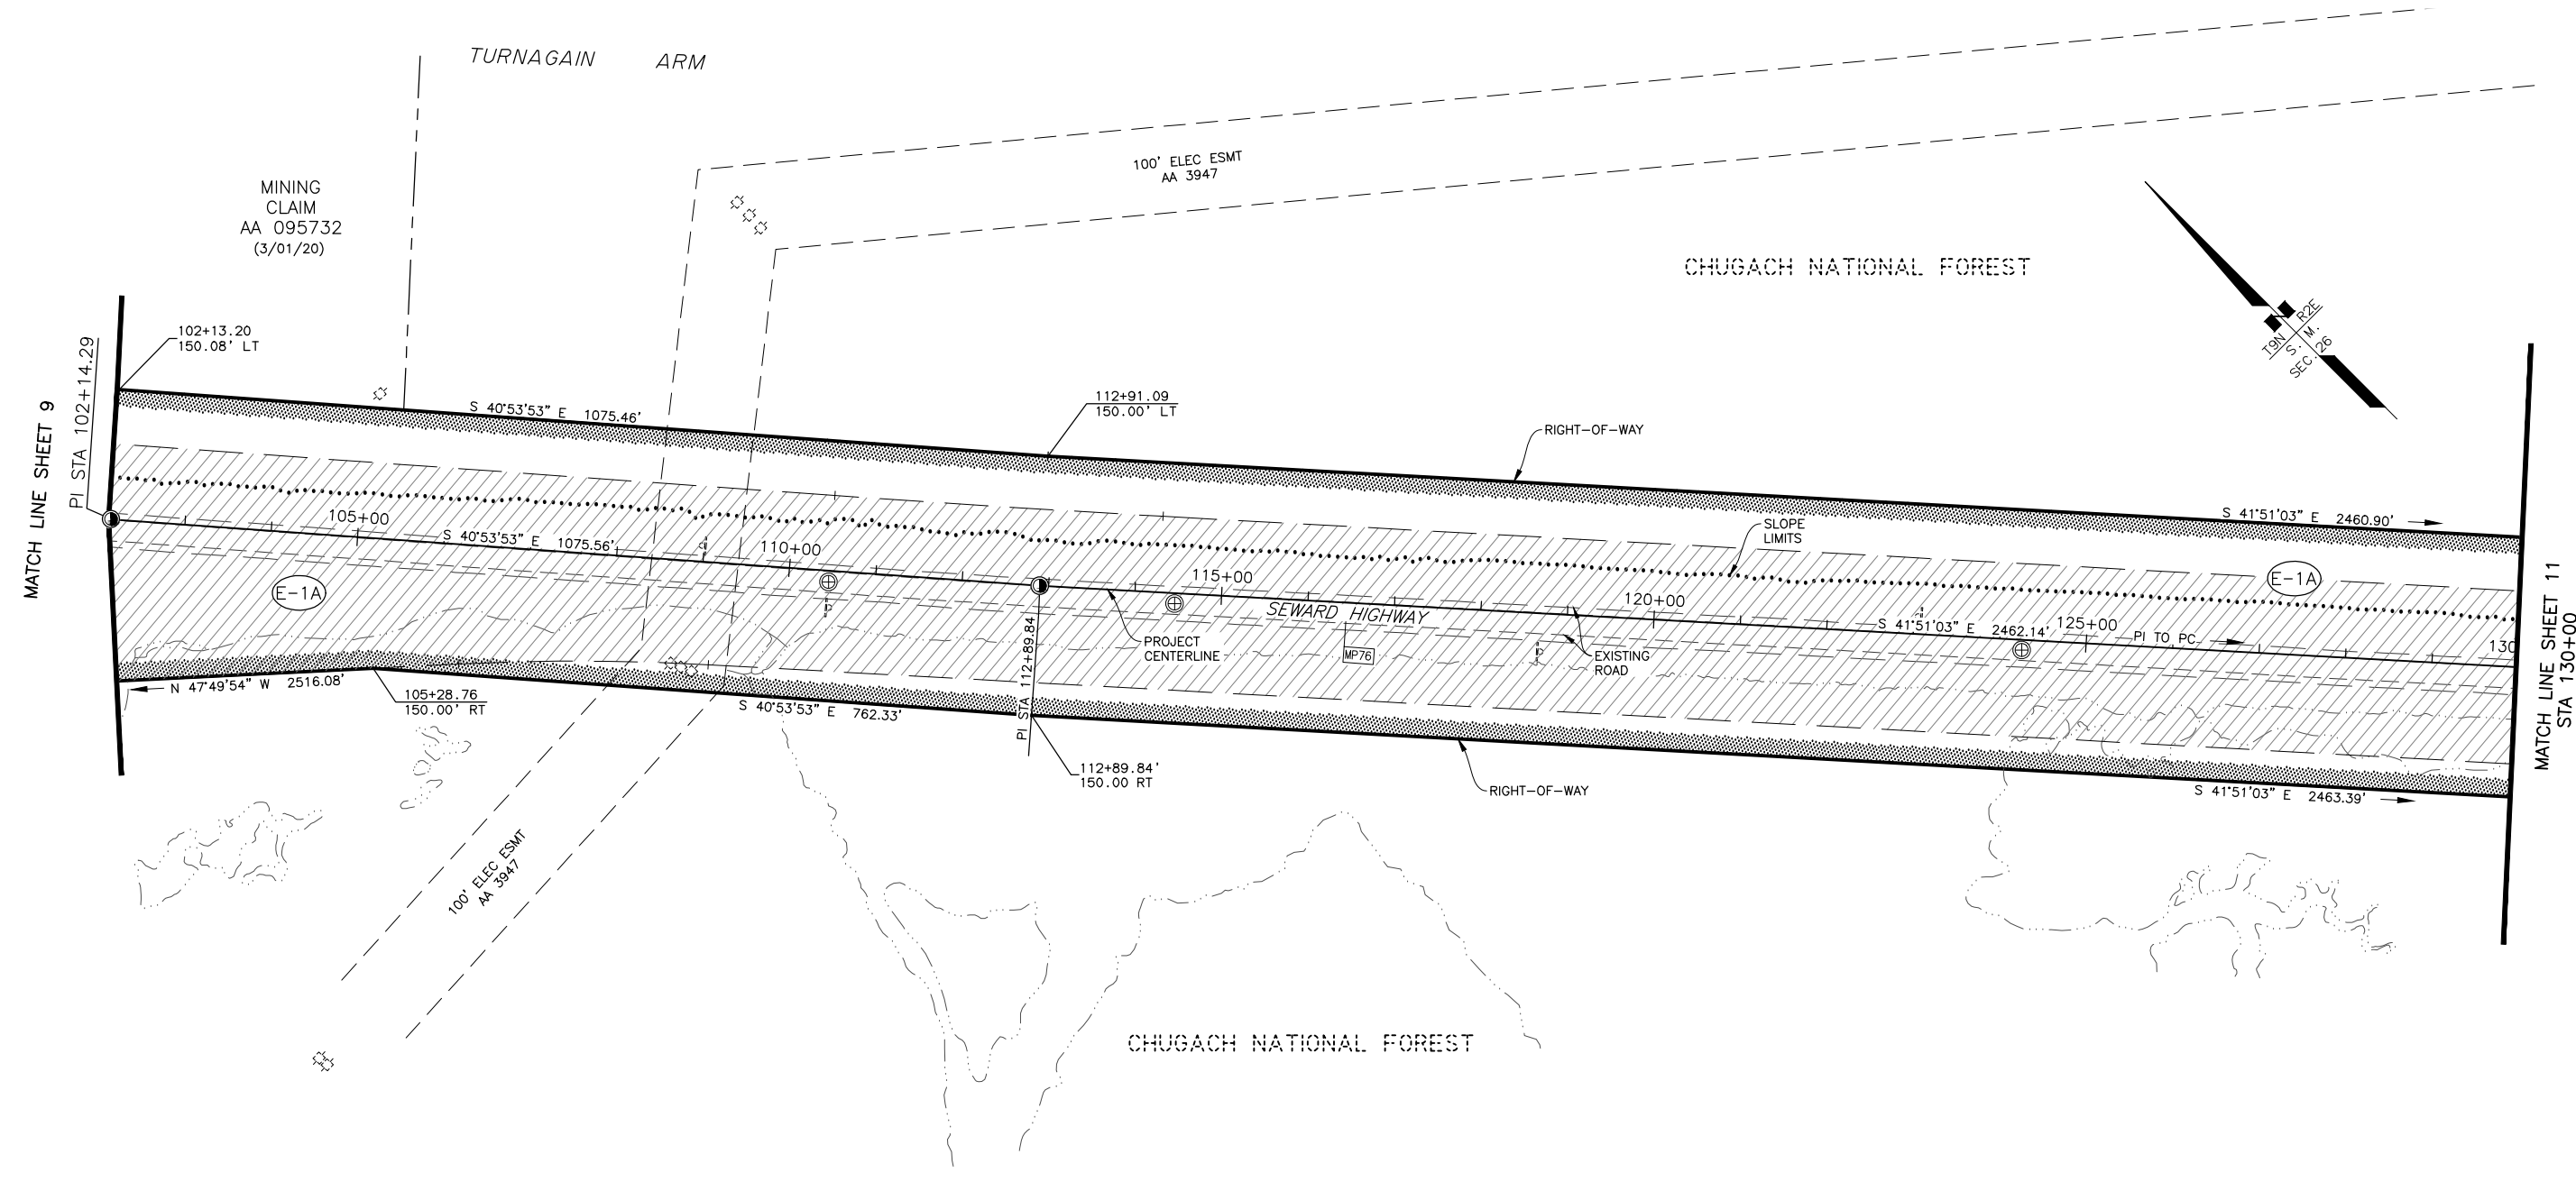 TURNAGAIN ARM
MINING
CLAIM
AA 095732
(3/01/20)
100' ELEC ESMT
AA 3947
CHUGACH NATIONAL FOREST
N
T9N R2E
S. M.
SEC. 26
MATCH LINE SHEET 9
PI STA 102+14.29
102+13.20
150.08' LT
S 40°53'53" E 1075.46'
112+91.09
150.00' LT
RIGHT-OF-WAY
S 41°51'03" E 2460.90'
105+00
S 40°53'53" E 1075.56'
110+00
115+00
SLOPE
LIMITS
E-1A
E-1A
SEWARD HIGHWAY
120+00
S 41°51'03" E 2462.14'
125+00
PI TO PC
130
PROJECT
CENTERLINE
MP76
EXISTING
ROAD
PI STA 112+89.84
N 47°49'54" W 2516.08'
105+28.76
150.00' RT
S 40°53'53" E 762.33'
112+89.84'
150.00 RT
RIGHT-OF-WAY
S 41°51'03" E 2463.39'
MATCH LINE SHEET 11
STA 130+00
100' ELEC ESMT
AA 3947
CHUGACH NATIONAL FOREST